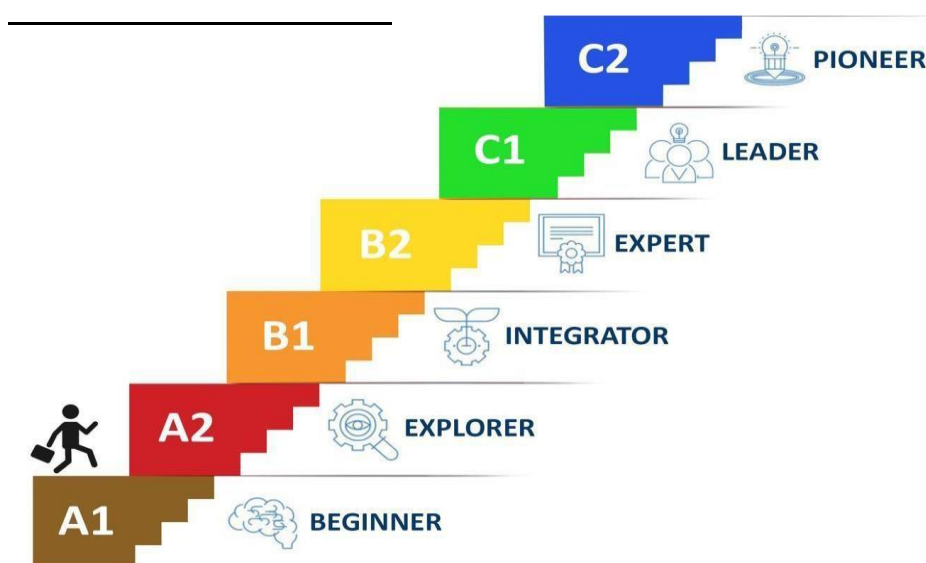 C2 PIONEER
C1 LEADER
B2 EXPERT
B1 INTEGRATOR
A2 EXPLORER
A1 BEGINNER